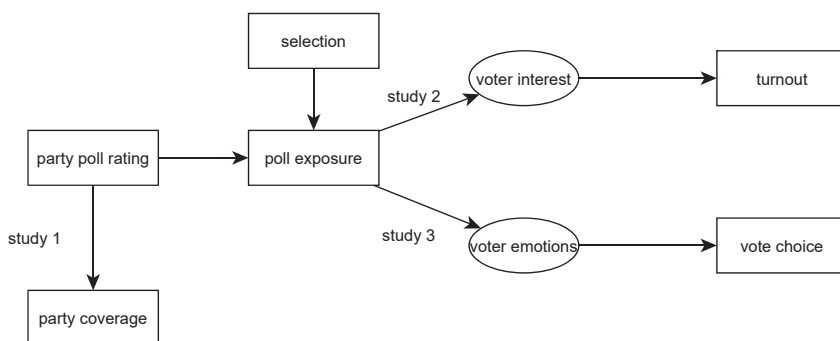 selection
study 2
voter interest
turnout
party poll rating
poll exposure
study 1
study 3
voter emotions
vote choice
party coverage